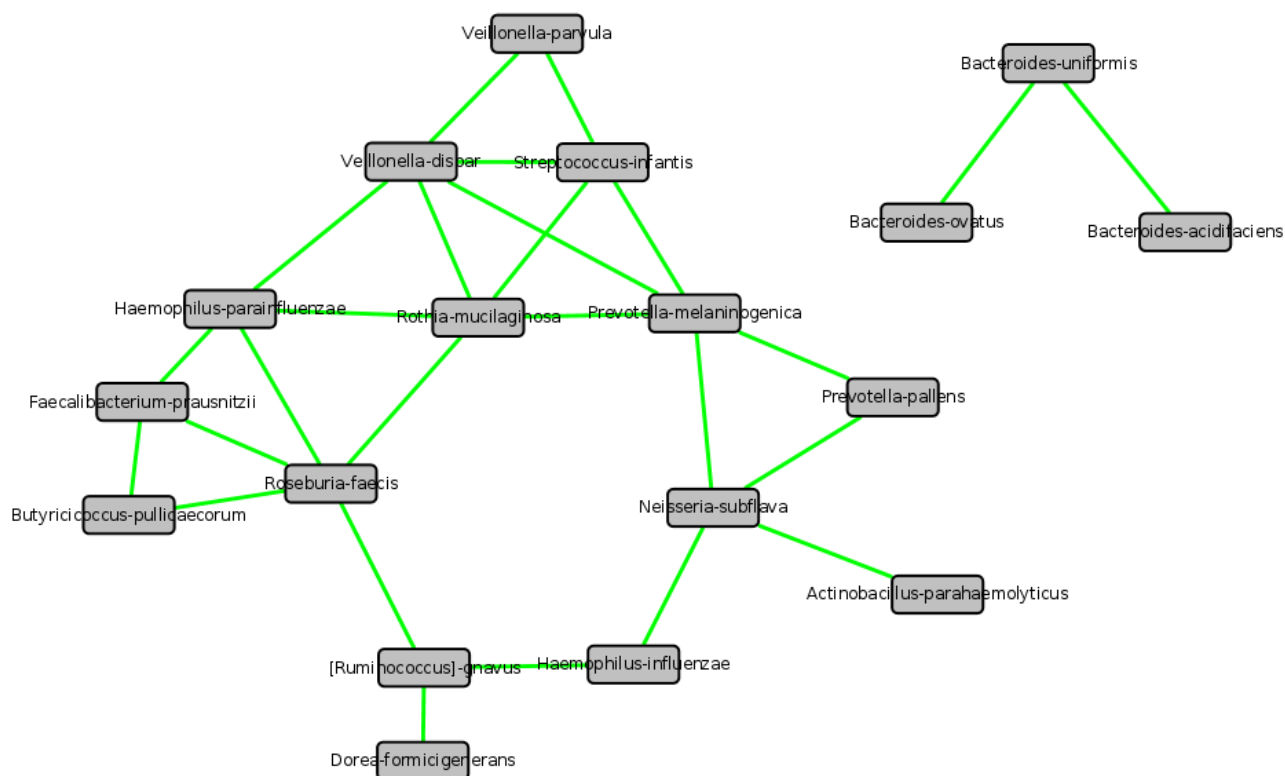 Veillonella-parvula
Bacteroides-uniformis
Veillonella-dispar
Streptococcus-infantis
Bacteroides-ovatus
Bacteroides-acidifaciens
Haemophilus-parainfluenzae
Rothia-mucilaginosa
Prevotella-melaninogenica
Faecalibacterium-prausnitzii
Prevotella-pallens
Roseburia-faecis
Butyricicoccus-pullicaecorum
Neisseria-subflava
Actinobacillus-parahaemolyticus
[Ruminococcus]-gnavus
Haemophilus-influenzae
Dorea-formicigenerans